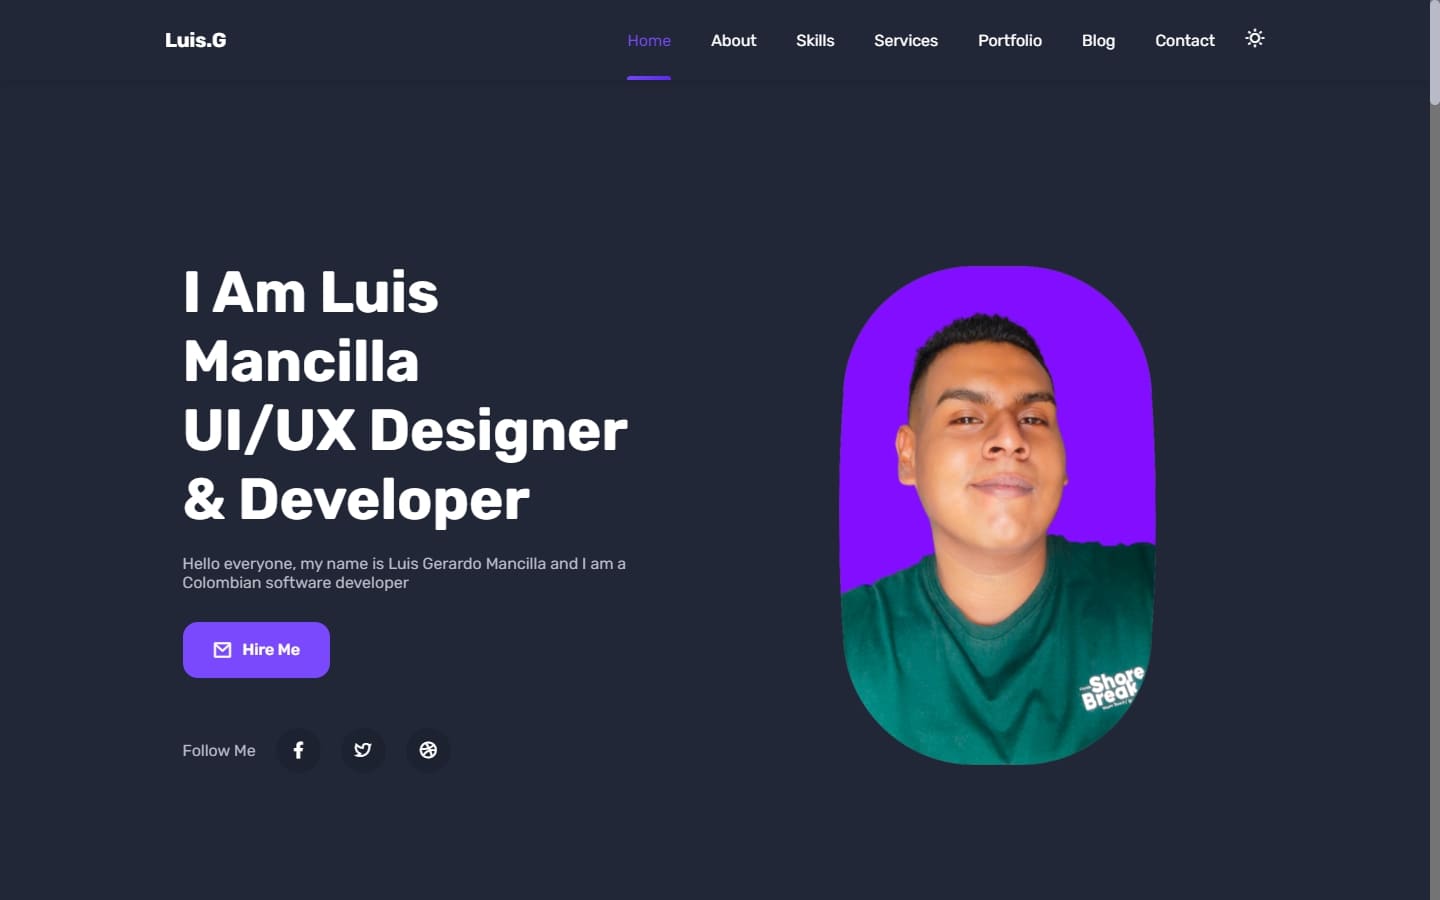 Luis.G
Home
About
Skills
Services
Portfolio
Blog
Contact
I Am Luis
Mancilla
UI/UX Designer
& Developer
Hello everyone, my name is Luis Gerardo Mancilla and I am a
Colombian software developer
Hire Me
Follow Me
Shore
Break